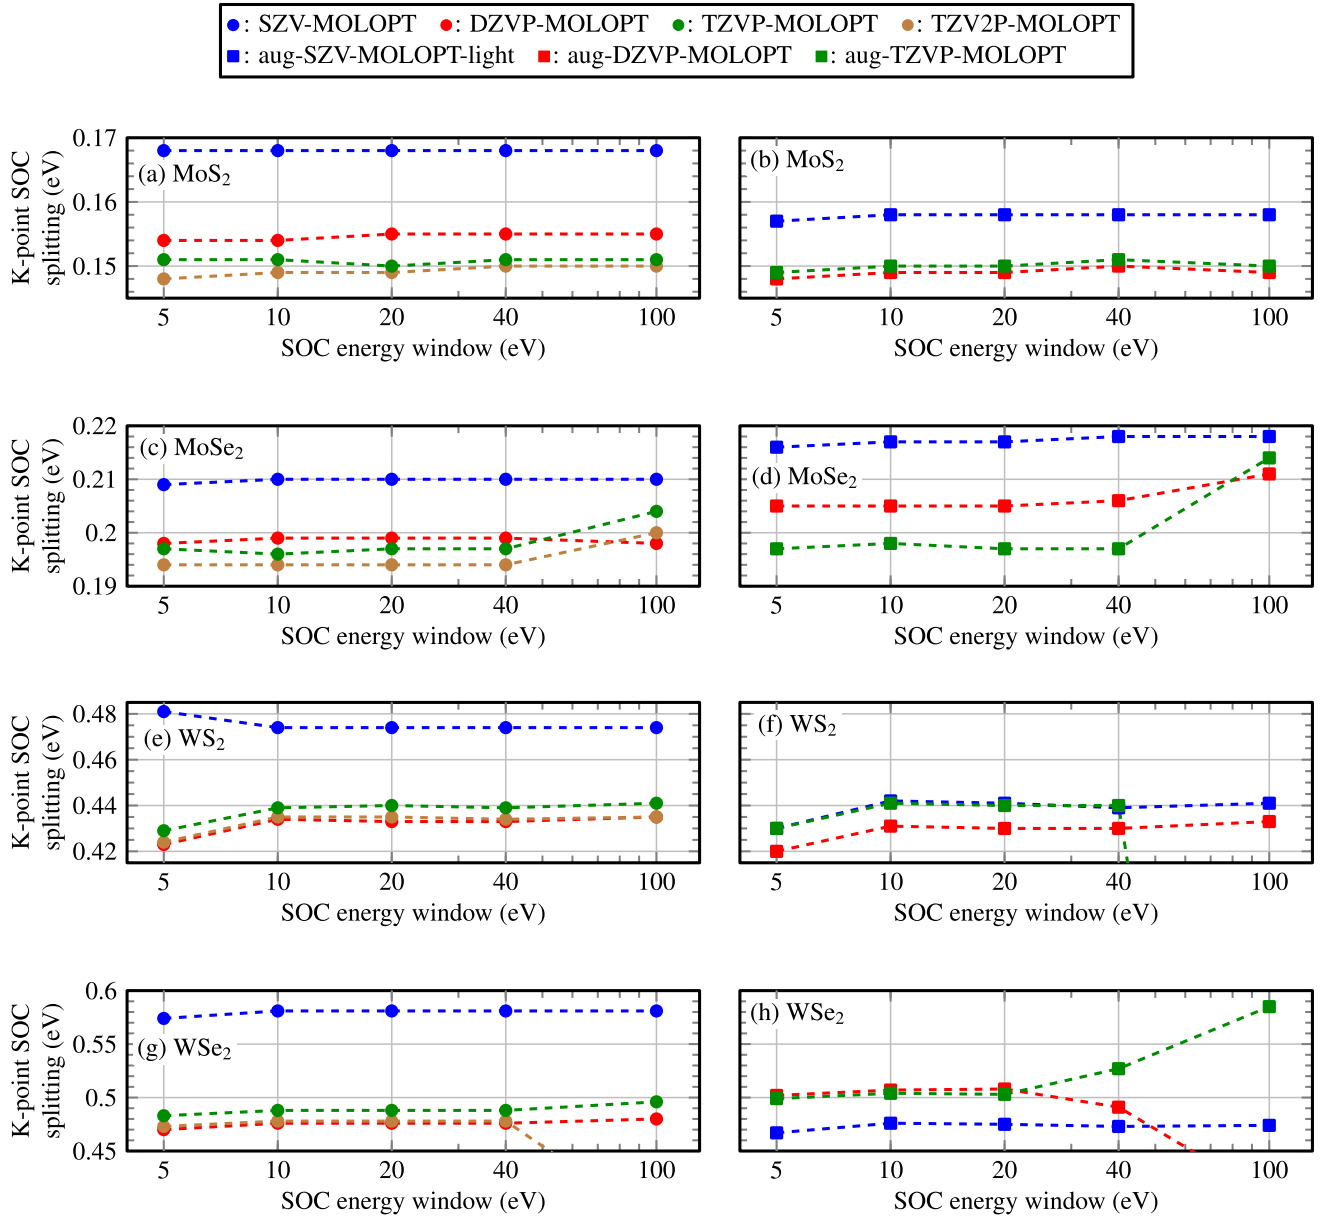 : SZV-MOLOPT : DZVP-MOLOPT : TZVP-MOLOPT : TZV2P-MOLOPT
: aug-SZV-MOLOPT-light : aug-DZVP-MOLOPT : aug-TZVP-MOLOPT
K-point SOC
splitting (eV)
0.17
0.16
0.15
(a) MoS2
5 10 20 40 100
SOC energy window (eV)
(b) MoS2
5 10 20 40 100
SOC energy window (eV)
K-point SOC
splitting (eV)
0.22
0.21
0.2
0.19
(c) MoSe2
5 10 20 40 100
SOC energy window (eV)
(d) MoSe2
5 10 20 40 100
SOC energy window (eV)
K-point SOC
splitting (eV)
0.48
0.46
0.44
0.42
(e) WS2
5 10 20 40 100
SOC energy window (eV)
(f) WS2
5 10 20 40 100
SOC energy window (eV)
K-point SOC
splitting (eV)
0.6
0.55
0.5
0.45
(g) WSe2
5 10 20 40 100
SOC energy window (eV)
(h) WSe2
5 10 20 40 100
SOC energy window (eV)